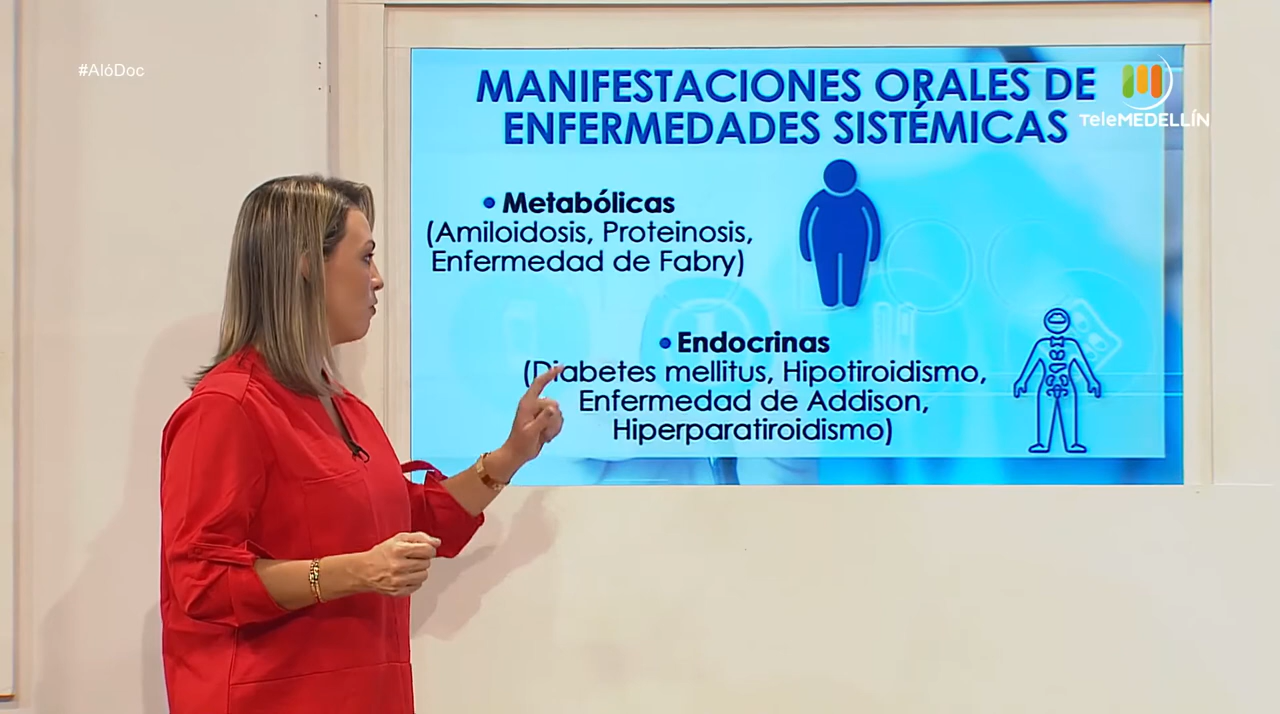 #AlóDoc
TeleMEDELLÍN
MANIFESTACIONES ORALES DE
ENFERMEDADES SISTÉMICAS
• Metabólicas
(Amiloidosis, Proteinosis,
Enfermedad de Fabry)
• Endocrinas
(Diabetes mellitus, Hipotiroidismo,
Enfermedad de Addison,
Hiperparatiroidismo)